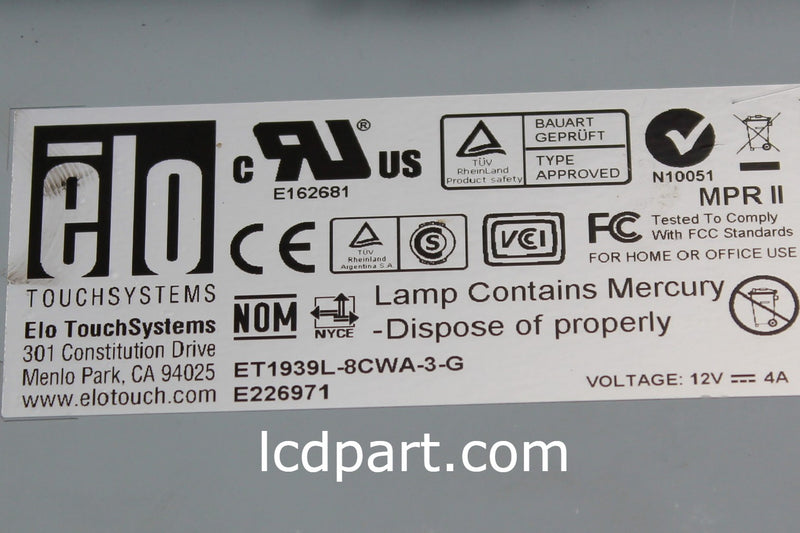 elo
TOUCHSYSTEMS
Elo TouchSystems
301 Constitution Drive
Menlo Park, CA 94025
www.elotouch.com
c RU® US
E162681
TÜV
RheinLand
Product safety
BAUART
GEPRÜFT
TYPE
APPROVED
N10051
MPR II
CE
TÜV
Rheinland
Argentina S.A
S
VCCI
FC
Tested To Comply
With FCC Standards
FOR HOME OR OFFICE USE
NOM
NYCE
Lamp Contains Mercury
-Dispose of properly
Hg
ET1939L-8CWA-3-G
E226971
VOLTAGE: 12V ⎓ 4A
lcdpart.com